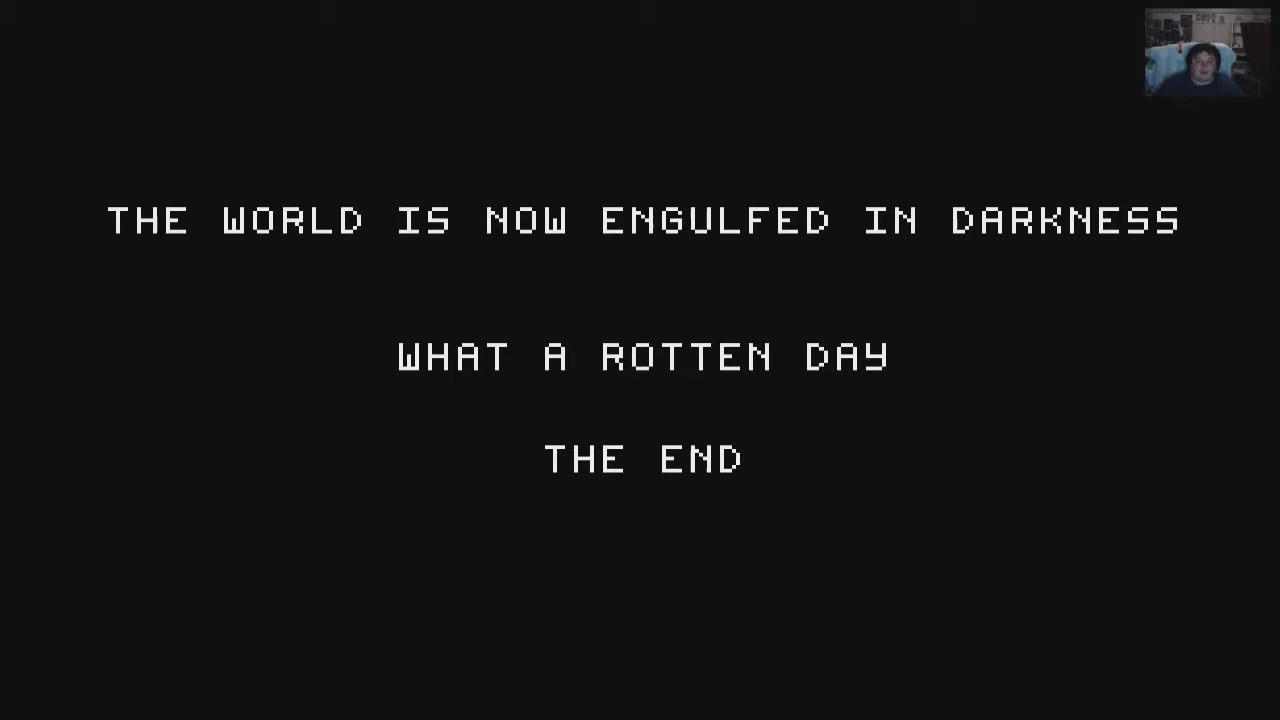 THE WORLD IS NOW ENGULFED IN DARKNESS
WHAT A ROTTEN DAY
THE END